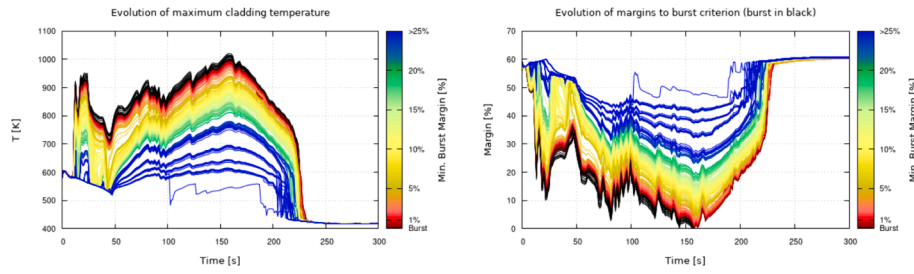 Evolution of maximum cladding temperature
1100
1000
900
800
700
600
500
400
T [K]
0 50 100 150 200 250 300
Time [s]
>25%
20%
15%
10%
5%
1%
Burst
Min. Burst Margin [%]
Evolution of margins to burst criterion (burst in black)
70
60
50
40
30
20
10
0
Margin [%]
0 50 100 150 200 250 300
Time [s]
>25%
20%
15%
10%
5%
1%
Burst
Min. Burst Margin [%]